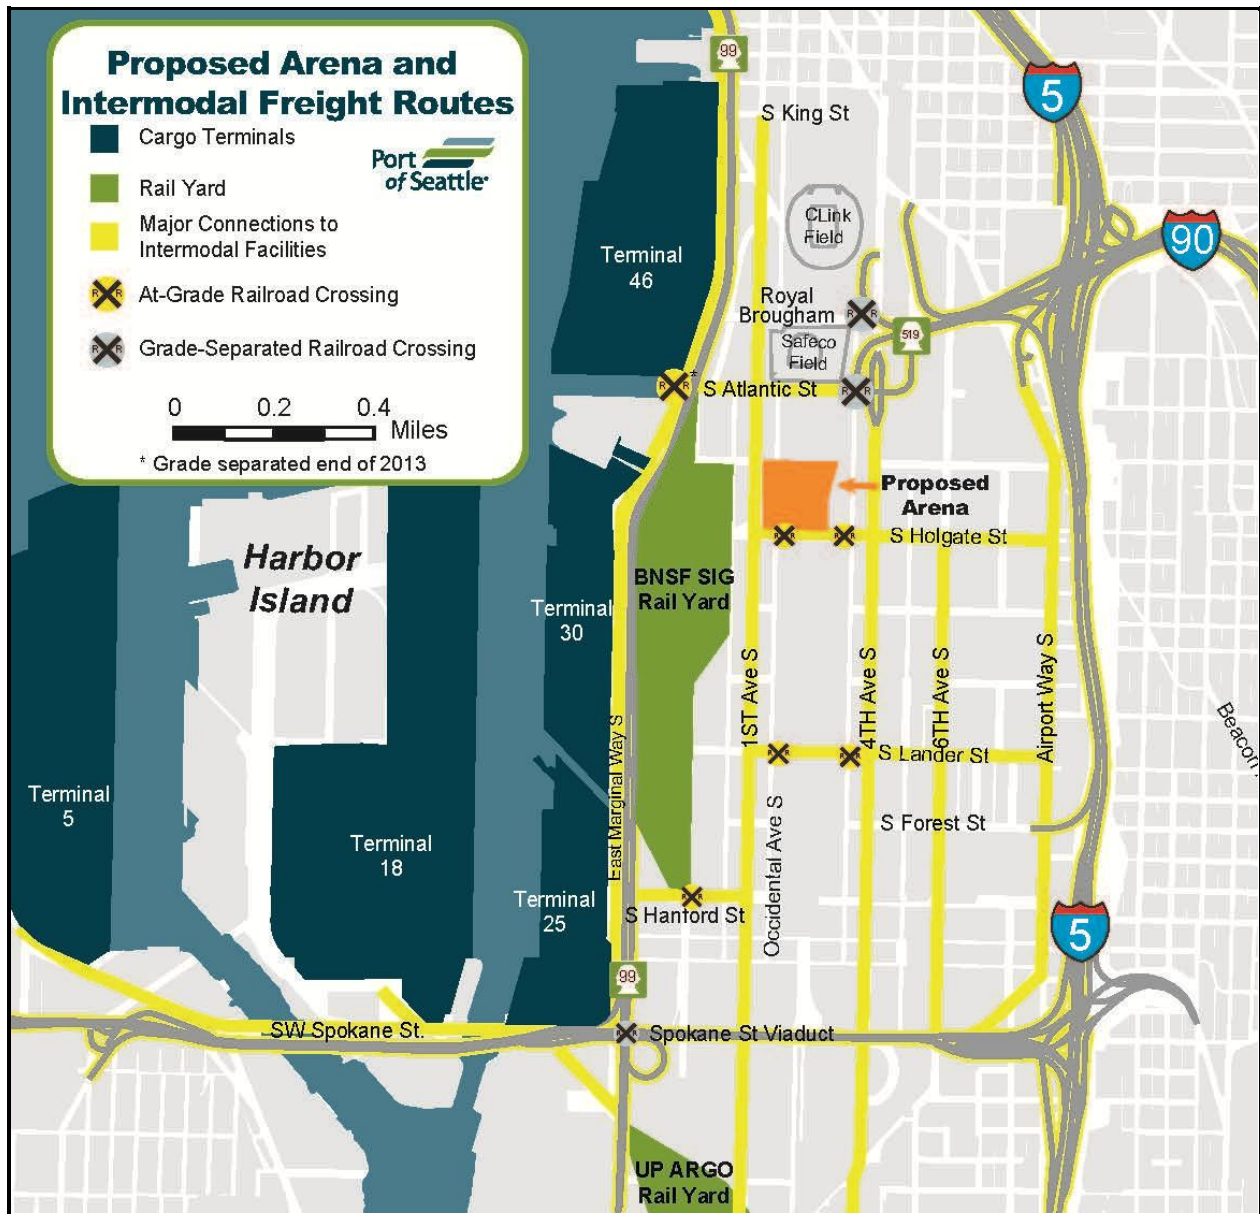 Proposed Arena and
Intermodal Freight Routes
Cargo Terminals
Port
of Seattle
Rail Yard
Major Connections to
Intermodal Facilities
R R
At-Grade Railroad Crossing
R R
Grade-Separated Railroad Crossing
0 0.2 0.4
Miles
* Grade separated end of 2013
99
S King St
5
CLink
Field
90
Terminal
46
Royal
Brougham
R R
519
Safeco
Field
R R *
S Atlantic St
R R
Proposed
Arena
S Holgate St
Harbor
Island
BNSF SIG
Rail Yard
Terminal
30
1ST Ave S
4TH Ave S
6TH Ave S
Airport Way S
Beacon
East Marginal Way S
S Lander St
Terminal
5
S Forest St
Terminal
18
Occidental Ave S
Terminal
25
S Hanford St
5
99
SW Spokane St.
Spokane St Viaduct
UP ARGO
Rail Yard